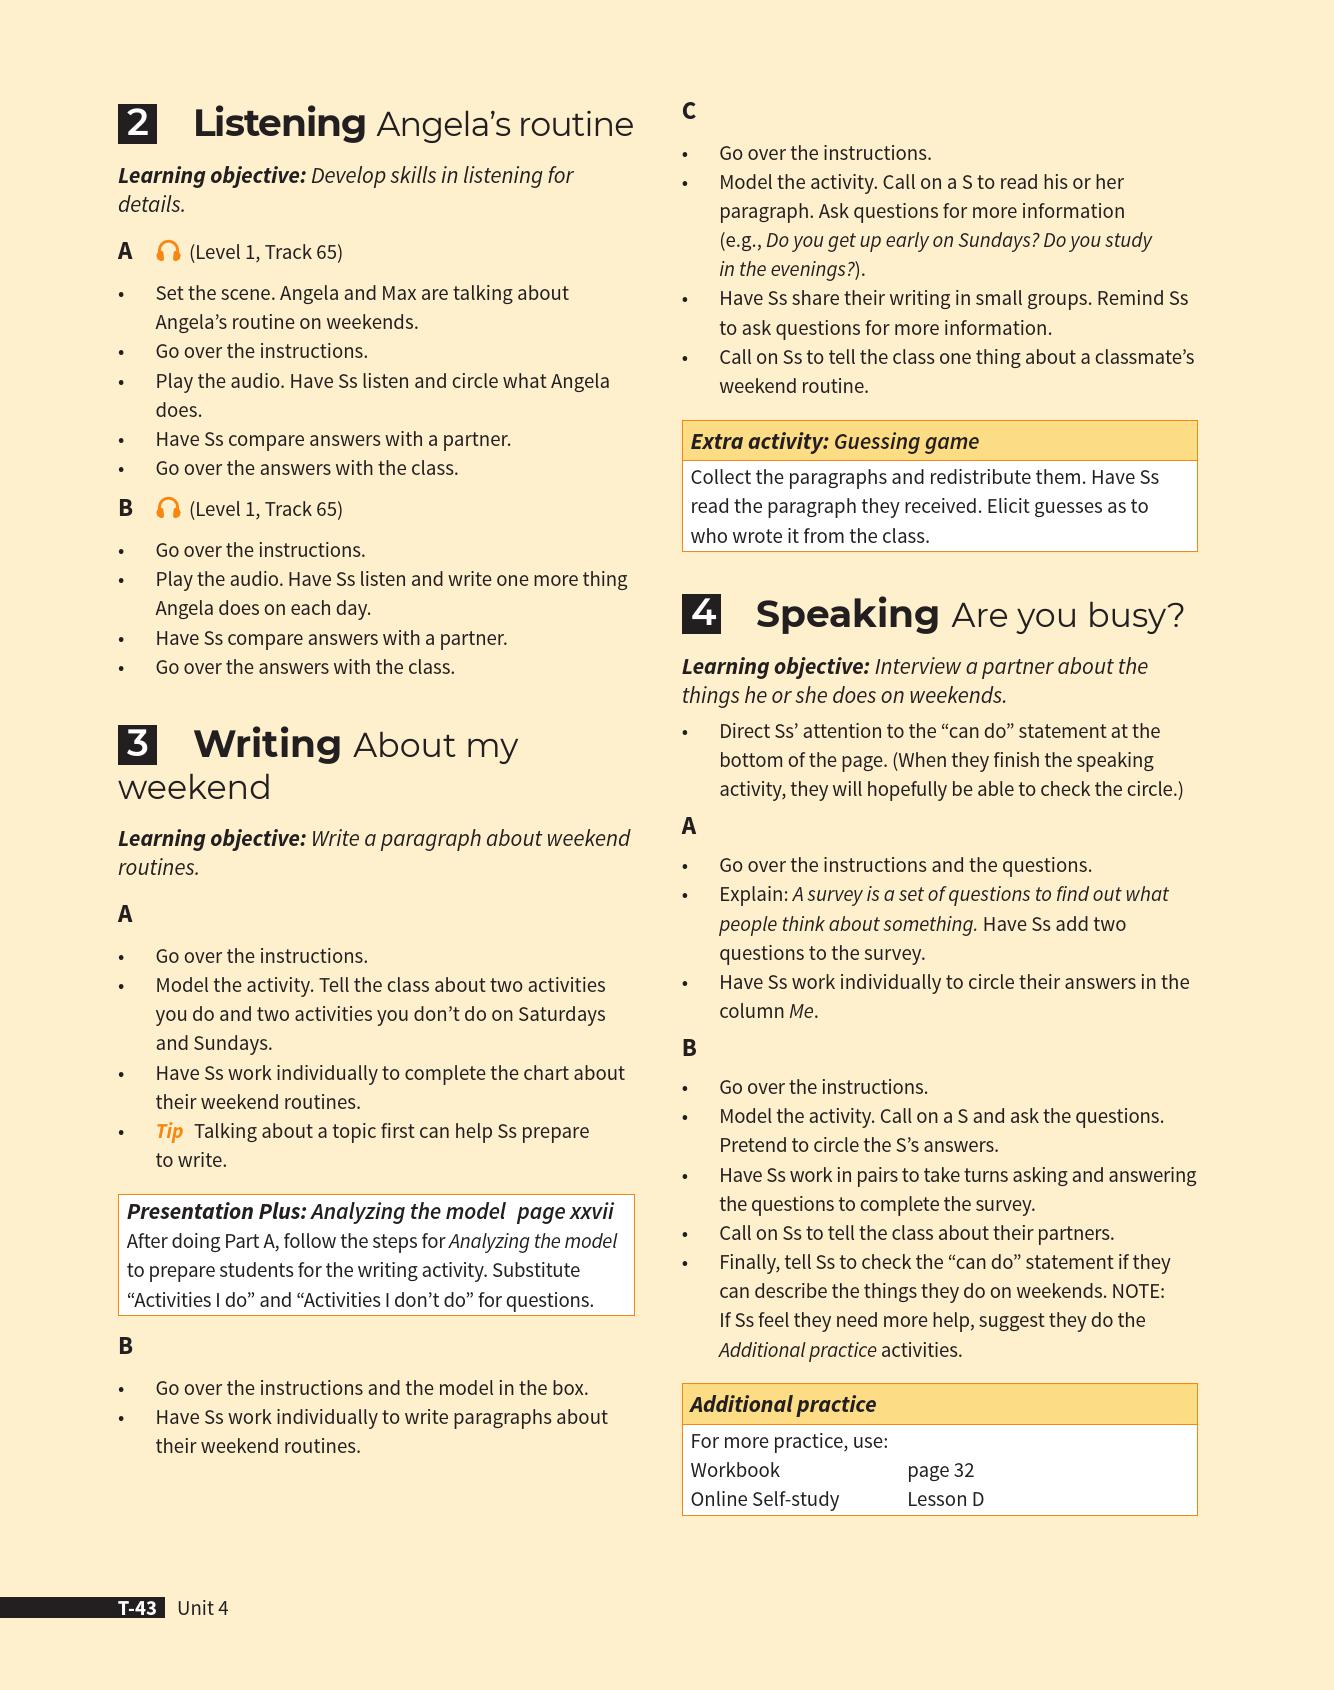 2 Listening Angela’s routine
Learning objective: Develop skills in listening for
details.
A (Level 1, Track 65)
• Set the scene. Angela and Max are talking about
Angela’s routine on weekends.
• Go over the instructions.
• Play the audio. Have Ss listen and circle what Angela
does.
• Have Ss compare answers with a partner.
• Go over the answers with the class.
B (Level 1, Track 65)
• Go over the instructions.
• Play the audio. Have Ss listen and write one more thing
Angela does on each day.
• Have Ss compare answers with a partner.
• Go over the answers with the class.
3 Writing About my
weekend
Learning objective: Write a paragraph about weekend
routines.
A
• Go over the instructions.
• Model the activity. Tell the class about two activities
you do and two activities you don’t do on Saturdays
and Sundays.
• Have Ss work individually to complete the chart about
their weekend routines.
• Tip Talking about a topic first can help Ss prepare
to write.
Presentation Plus: Analyzing the model page xxvii
After doing Part A, follow the steps for Analyzing the model
to prepare students for the writing activity. Substitute
“Activities I do” and “Activities I don’t do” for questions.
B
• Go over the instructions and the model in the box.
• Have Ss work individually to write paragraphs about
their weekend routines.
C
• Go over the instructions.
• Model the activity. Call on a S to read his or her
paragraph. Ask questions for more information
(e.g., Do you get up early on Sundays? Do you study
in the evenings?).
• Have Ss share their writing in small groups. Remind Ss
to ask questions for more information.
• Call on Ss to tell the class one thing about a classmate’s
weekend routine.
Extra activity: Guessing game
Collect the paragraphs and redistribute them. Have Ss
read the paragraph they received. Elicit guesses as to
who wrote it from the class.
4 Speaking Are you busy?
Learning objective: Interview a partner about the
things he or she does on weekends.
• Direct Ss’ attention to the “can do” statement at the
bottom of the page. (When they finish the speaking
activity, they will hopefully be able to check the circle.)
A
• Go over the instructions and the questions.
• Explain: A survey is a set of questions to find out what
people think about something. Have Ss add two
questions to the survey.
• Have Ss work individually to circle their answers in the
column Me.
B
• Go over the instructions.
• Model the activity. Call on a S and ask the questions.
Pretend to circle the S’s answers.
• Have Ss work in pairs to take turns asking and answering
the questions to complete the survey.
• Call on Ss to tell the class about their partners.
• Finally, tell Ss to check the “can do” statement if they
can describe the things they do on weekends. NOTE:
If Ss feel they need more help, suggest they do the
Additional practice activities.
Additional practice
For more practice, use:
Workbook page 32
Online Self-study Lesson D
T-43 Unit 4